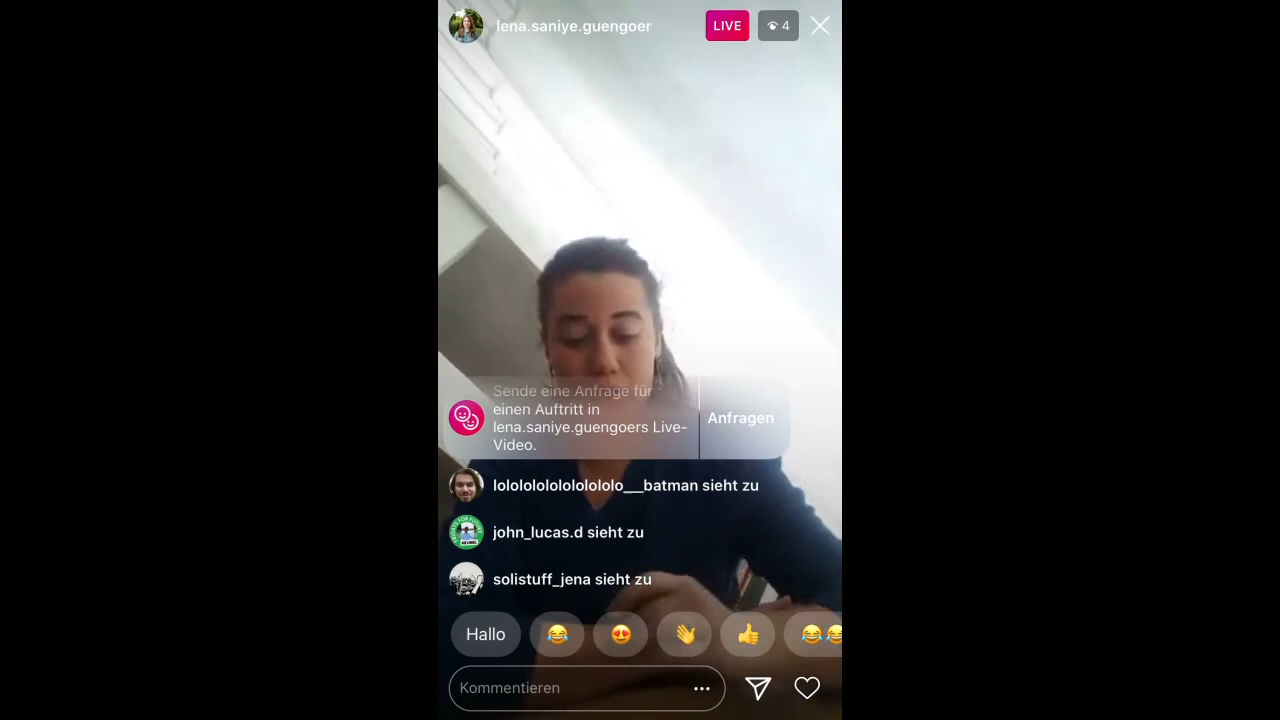 lena.saniye.guengoer
LIVE
4
Sende eine Anfrage für
einen Auftritt in
lena.saniye.guengoers Live-
Video.
Anfragen
lolololololololololo___batman sieht zu
john_lucas.d sieht zu
solistuff_jena sieht zu
Hallo
Kommentieren